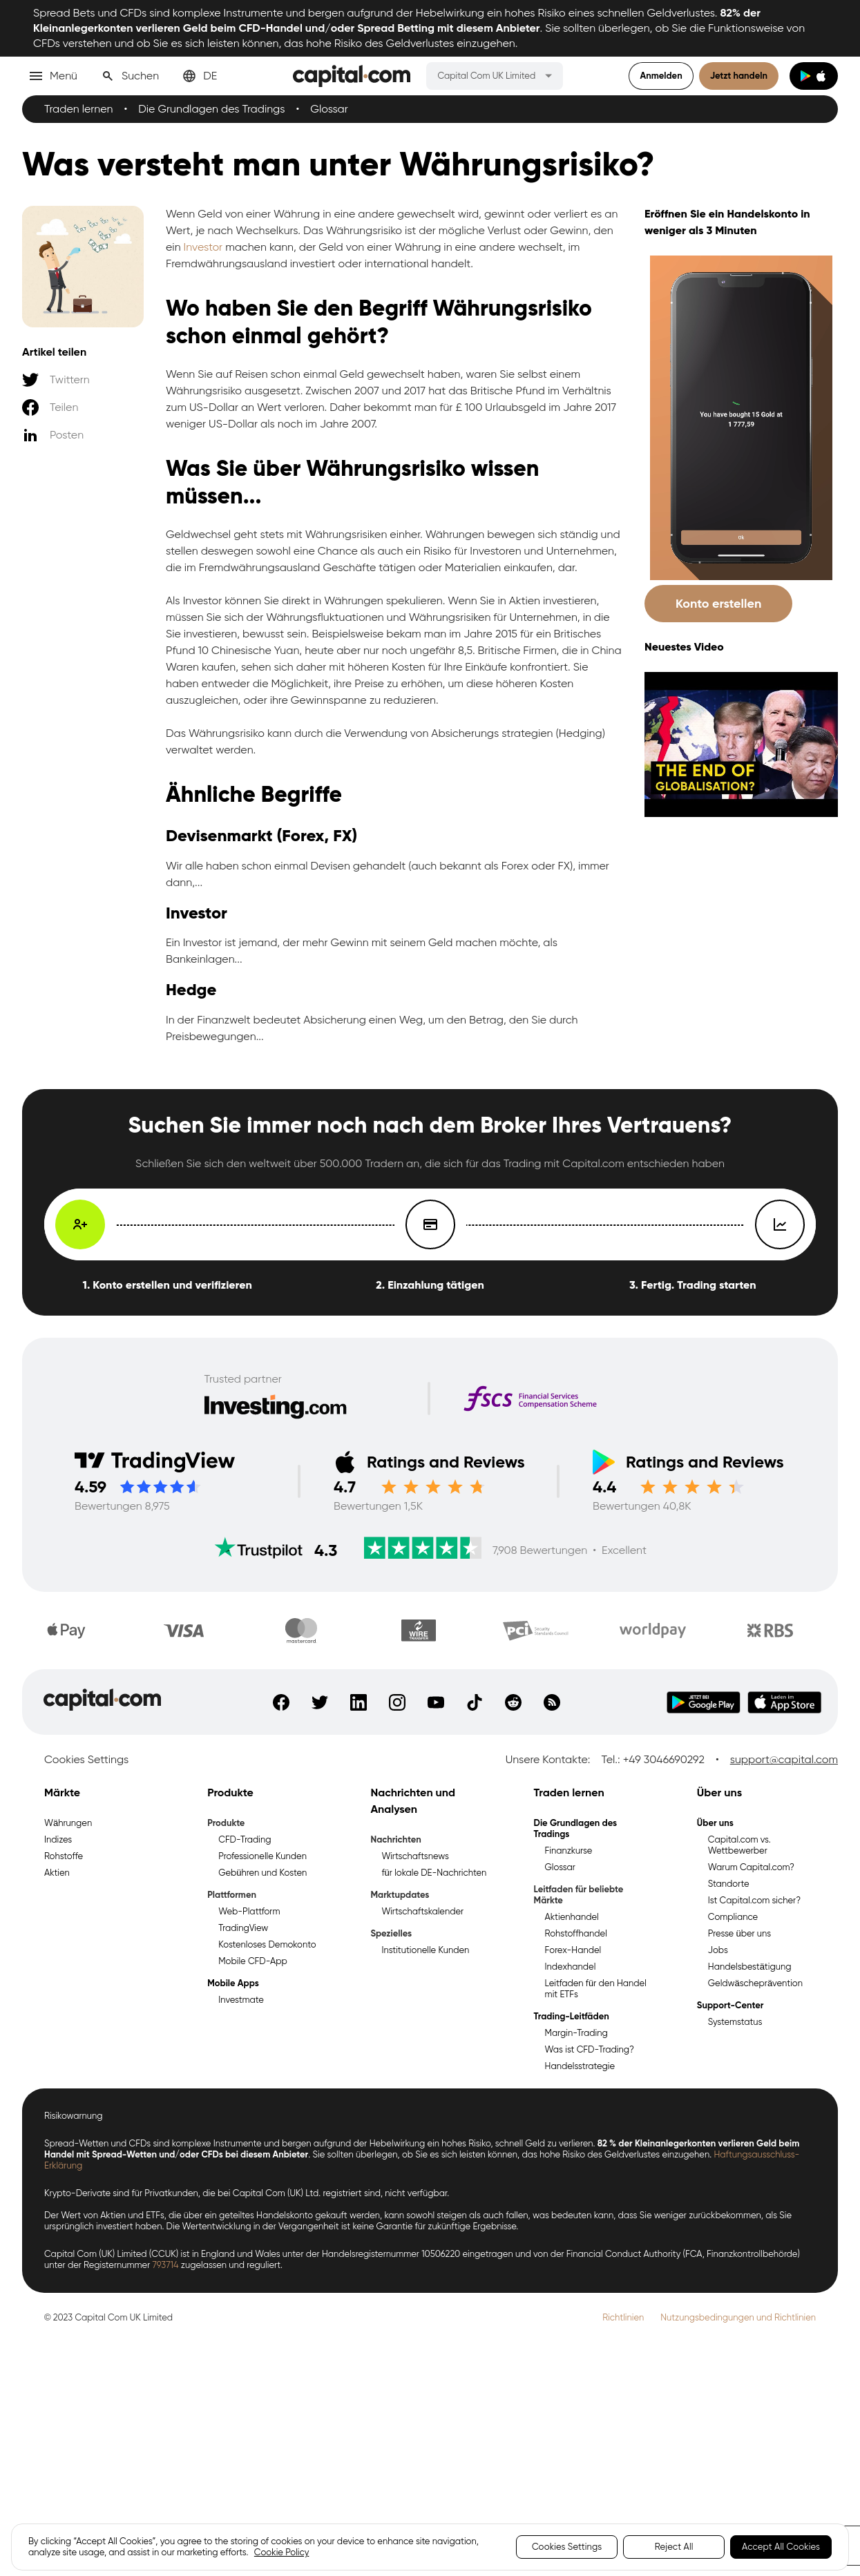 Spread Bets und CFDs sind komplexe Instrumente und bergen aufgrund der Hebelwirkung ein hohes Risiko eines schnellen Geldverlustes. 82% der
Kleinanlegerkonten verlieren Geld beim CFD-Handel und/oder Spread Betting mit diesem Anbieter. Sie sollten überlegen, ob Sie die Funktionsweise von
CFDs verstehen und ob Sie es sich leisten können, das hohe Risiko des Geldverlustes einzugehen.
Menü Suchen DE capital.com Capital Com UK Limited Anmelden Jetzt handeln
Traden lernen • Die Grundlagen des Tradings • Glossar
Was versteht man unter Währungsrisiko?
Artikel teilen
Twittern
Teilen
Posten
Wenn Geld von einer Währung in eine andere gewechselt wird, gewinnt oder verliert es an
Wert, je nach Wechselkurs. Das Währungsrisiko ist der mögliche Verlust oder Gewinn, den
ein Investor machen kann, der Geld von einer Währung in eine andere wechselt, im
Fremdwährungsausland investiert oder international handelt.
Wo haben Sie den Begriff Währungsrisiko
schon einmal gehört?
Wenn Sie auf Reisen schon einmal Geld gewechselt haben, waren Sie selbst einem
Währungsrisiko ausgesetzt. Zwischen 2007 und 2017 hat das Britische Pfund im Verhältnis
zum US-Dollar an Wert verloren. Daher bekommt man für £ 100 Urlaubsgeld im Jahre 2017
weniger US-Dollar als noch im Jahre 2007.
Was Sie über Währungsrisiko wissen
müssen...
Geldwechsel geht stets mit Währungsrisiken einher. Währungen bewegen sich ständig und
stellen deswegen sowohl eine Chance als auch ein Risiko für Investoren und Unternehmen,
die im Fremdwährungsausland Geschäfte tätigen oder Materialien einkaufen, dar.
Als Investor können Sie direkt in Währungen spekulieren. Wenn Sie in Aktien investieren,
müssen Sie sich der Währungsfluctuationen und Währungsrisiken für Unternehmen, in die
Sie investieren, bewusst sein. Beispielsweise bekam man im Jahre 2015 für ein Britisches
Pfund 10 Chinesische Yuan, heute aber nur noch ungefähr 8,5. Britische Firmen, die in China
Waren kaufen, sehen sich daher mit höheren Kosten für Ihre Einkäufe konfrontiert. Sie
haben entweder die Möglichkeit, ihre Preise zu erhöhen, um diese höheren Kosten
auszugleichen, oder ihre Gewinnspanne zu reduzieren.
Das Währungsrisiko kann durch die Verwendung von Absicherungs strategien (Hedging)
verwaltet werden.
Ähnliche Begriffe
Devisenmarkt (Forex, FX)
Wir alle haben schon einmal Devisen gehandelt (auch bekannt als Forex oder FX), immer
dann,...
Investor
Ein Investor ist jemand, der mehr Gewinn mit seinem Geld machen möchte, als
Bankeinlagen...
Hedge
In der Finanzwelt bedeutet Absicherung einen Weg, um den Betrag, den Sie durch
Preisbewegungen...
Eröffnen Sie ein Handelskonto in
weniger als 3 Minuten
You have bought 15 Gold at
1 777,59
Ok
Konto erstellen
Neuestes Video
THE END OF
GLOBALISATION?
Suchen Sie immer noch nach dem Broker Ihres Vertrauens?
Schließen Sie sich den weltweit über 500.000 Tradern an, die sich für das Trading mit Capital.com entschieden haben
1. Konto erstellen und verifizieren
2. Einzahlung tätigen
3. Fertig. Trading starten
Trusted partner
Investing.com
fscs Financial Services
Compensation Scheme
TradingView
4.59
Bewertungen 8,975
Ratings and Reviews
4.7
Bewertungen 1,5K
Ratings and Reviews
4.4
Bewertungen 40,8K
Trustpilot 4.3 7,908 Bewertungen • Excellent
Pay VISA mastercard WIRE TRANSFER PCI Security Standards Council worldpay RBS
capital.com
JETZT BEI
Google Play
Laden im
App Store
Cookies Settings
Unsere Kontakte: Tel.: +49 3046690292 • support@capital.com
Märkte
Währungen
Indizes
Rohstoffe
Aktien
Produkte
Produkte
CFD-Trading
Professionelle Kunden
Gebühren und Kosten
Plattformen
Web-Plattform
TradingView
Kostenloses Demokonto
Mobile CFD-App
Mobile Apps
Investmate
Nachrichten und
Analysen
Nachrichten
Wirtschaftsnews
für lokale DE-Nachrichten
Marktupdates
Wirtschaftskalender
Spezielles
Institutionelle Kunden
Traden lernen
Die Grundlagen des
Tradings
Finanzkurse
Glossar
Leitfaden für beliebte
Märkte
Aktienhandel
Rohstoffhandel
Forex-Handel
Indexhandel
Leitfaden für den Handel
mit ETFs
Trading-Leitfäden
Margin-Trading
Was ist CFD-Trading?
Handelsstrategie
Über uns
Über uns
Capital.com vs.
Wettbewerber
Warum Capital.com?
Standorte
Ist Capital.com sicher?
Compliance
Presse über uns
Jobs
Handelsbestätigung
Geldwäscheprävention
Support-Center
Systemstatus
Risikowarnung
Spread-Wetten und CFDs sind komplexe Instrumente und bergen aufgrund der Hebelwirkung ein hohes Risiko, schnell Geld zu verlieren. 82 % der Kleinanlegerkonten verlieren Geld beim
Handel mit Spread-Wetten und/oder CFDs bei diesem Anbieter. Sie sollten überlegen, ob Sie es sich leisten können, das hohe Risiko des Geldverlustes einzugehen. Haftungsausschluss-
Erklärung
Krypto-Derivate sind für Privatkunden, die bei Capital Com (UK) Ltd. registriert sind, nicht verfügbar.
Der Wert von Aktien und ETFs, die über ein geteiltes Handelskonto gekauft werden, kann sowohl steigen als auch fallen, was bedeuten kann, dass Sie weniger zurückbekommen, als Sie
ursprünglich investiert haben. Die Wertentwicklung in der Vergangenheit ist keine Garantie für zukünftige Ergebnisse.
Capital Com (UK) Limited (CCUK) ist in England und Wales unter der Handelsregisternummer 10506220 eingetragen und von der Financial Conduct Authority (FCA, Finanzkontrollbehörde)
unter der Registernummer 793714 zugelassen und reguliert.
© 2023 Capital Com UK Limited
Richtlinien Nutzungsbedingungen und Richtlinien
By clicking “Accept All Cookies”, you agree to the storing of cookies on your device to enhance site navigation,
analyze site usage, and assist in our marketing efforts. Cookie Policy
Cookies Settings
Reject All
Accept All Cookies